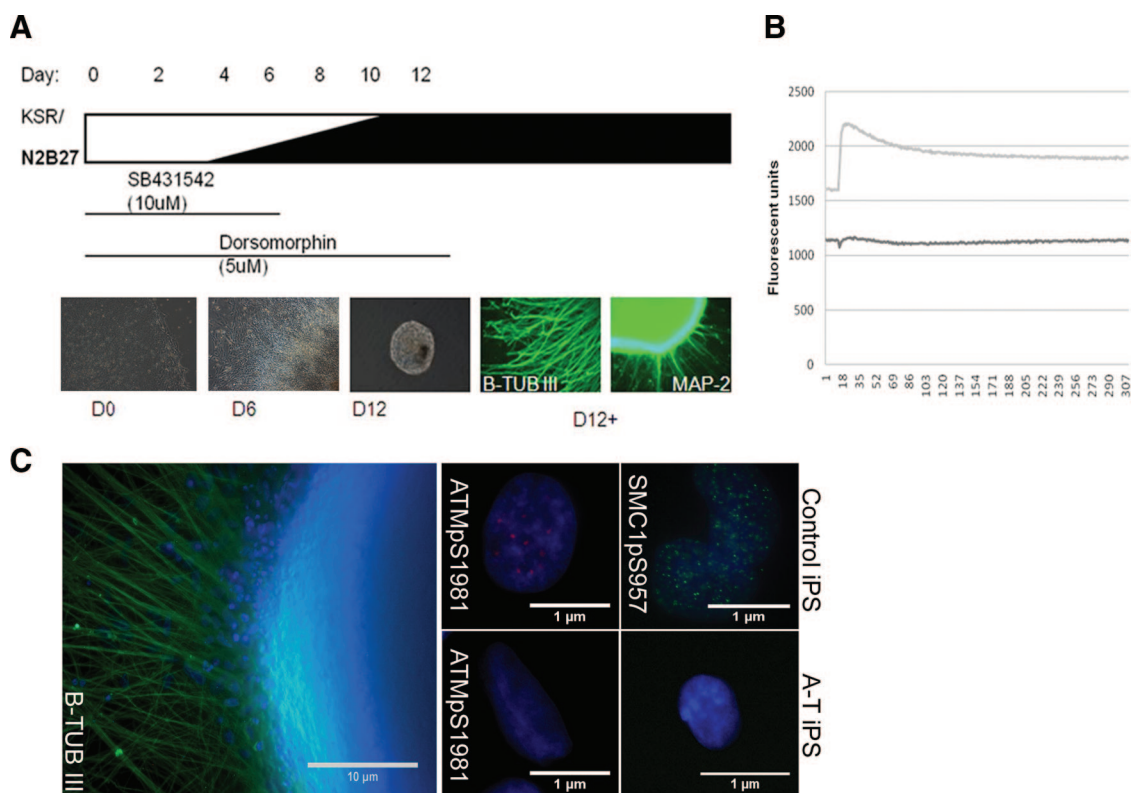 A
Day: 0 2 4 6 8 10 12
KSR/
N2B27
SB431542
(10uM)
Dorsomorphin
(5uM)
B-TUB III
MAP-2
D0
D6
D12
D12+
B
Fluorescent units
2500
2000
1500
1000
500
0
1 18 35 52 69 86 103 120 137 154 171 188 205 222 239 256 273 290 307
C
B-TUB III
10 µm
ATMpS1981
1 µm
SMC1pS957
1 µm
Control iPS
ATMpS1981
1 µm
1 µm
A-T iPS